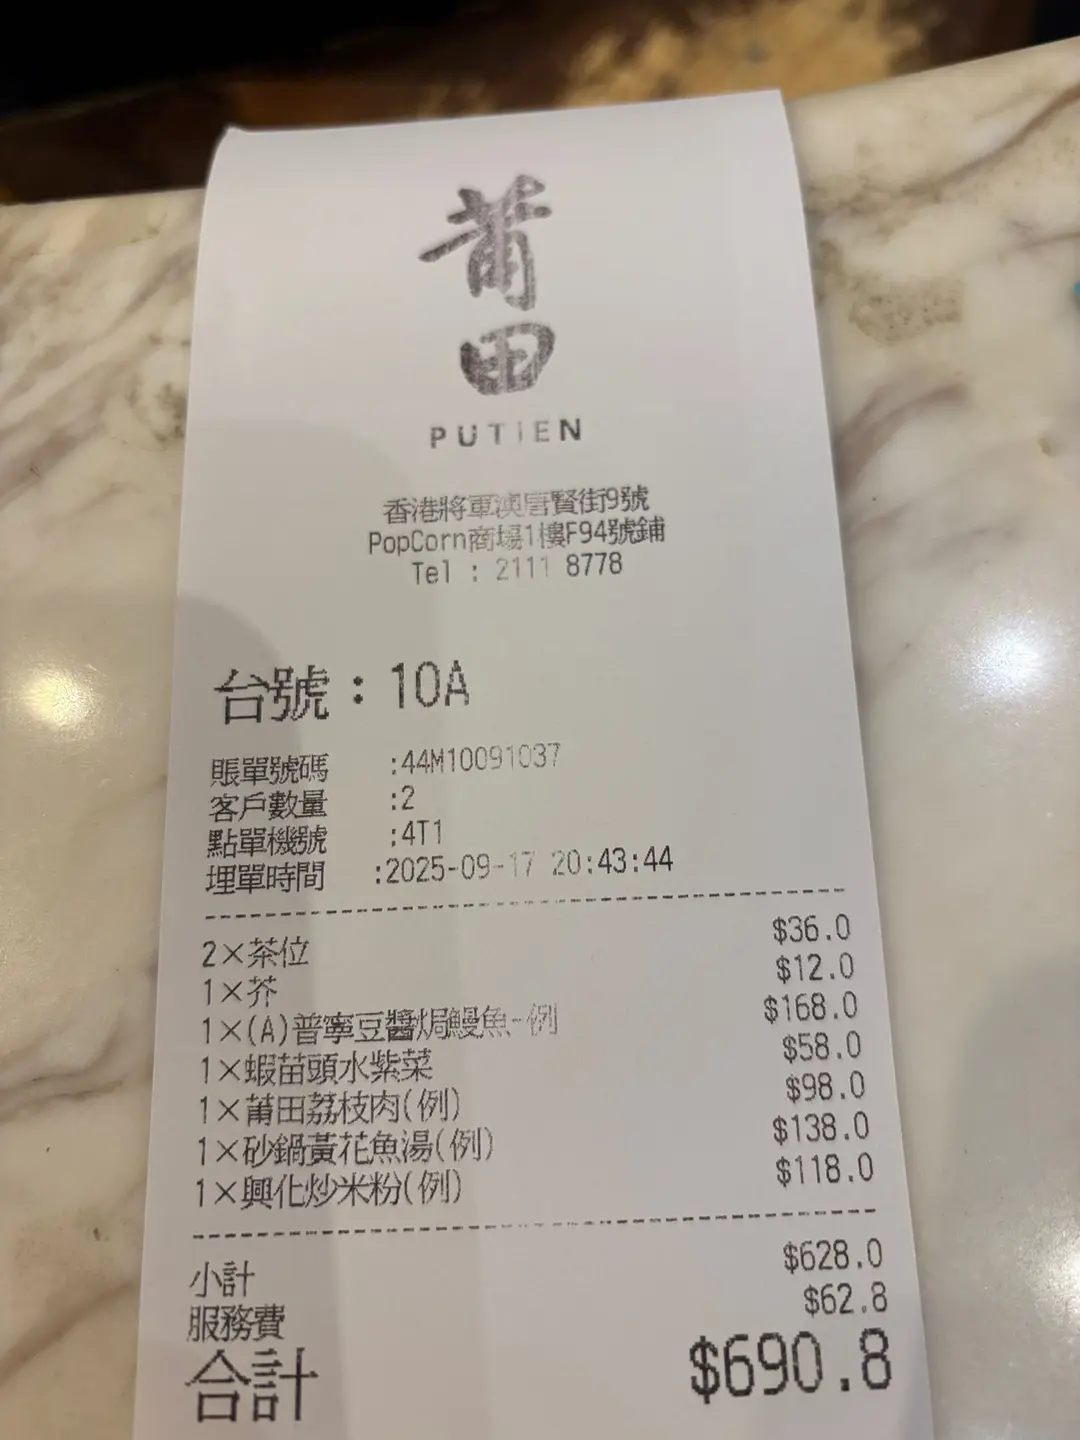 莆
田
PUTIEN
香港將軍澳唐賢街9號
PopCorn商場1樓F94號鋪
Tel : 2111 8778
台號：10A
賬單號碼 :44M10091037
客戶數量 :2
點單機號 :4T1
埋單時間 :2025-09-17 20:43:44
2×茶位 $36.0
1×芥 $12.0
1×(A)普寧豆醬焗鰻魚-例 $168.0
1×蝦苗頭水紫菜 $58.0
1×莆田荔枝肉(例) $98.0
1×砂鍋黃花魚湯(例) $138.0
1×興化炒米粉(例) $118.0
小計 $628.0
服務費 $62.8
合計 $690.8